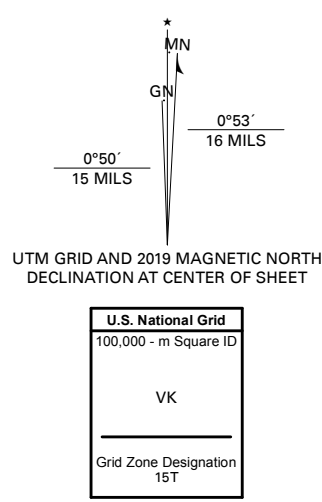 ★
MN
GN
0°53´
16 MILS
0°50´
15 MILS
UTM GRID AND 2019 MAGNETIC NORTH
DECLINATION AT CENTER OF SHEET
U.S. National Grid
100,000 - m Square ID
VK
Grid Zone Designation
15T